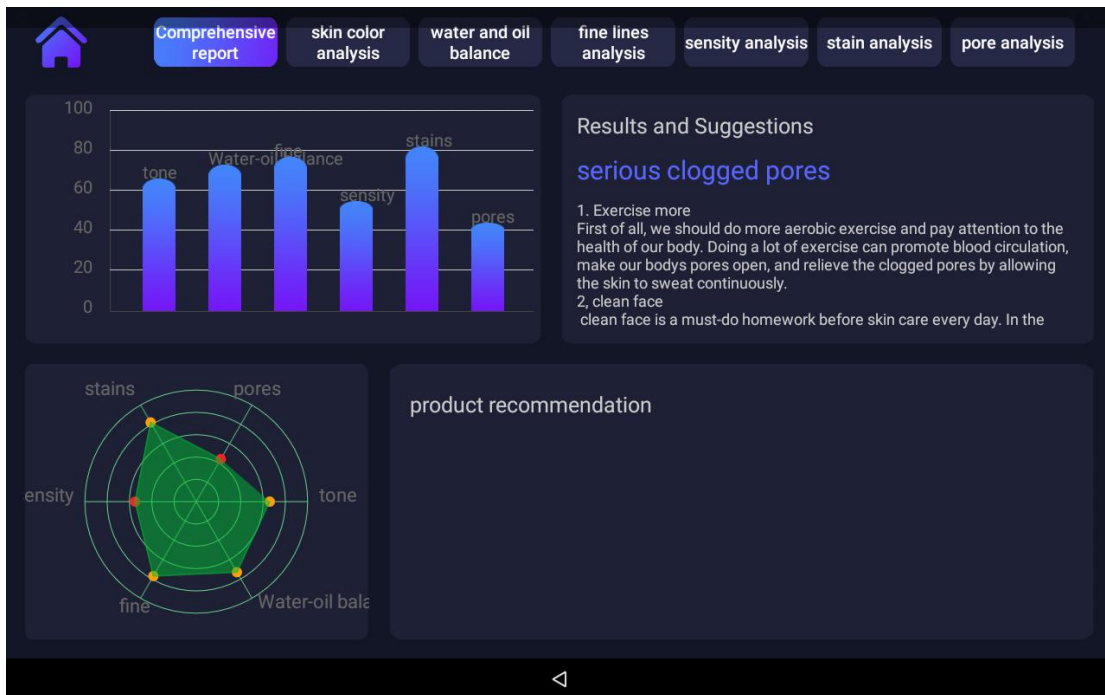 Comprehensive
report
skin color
analysis
water and oil
balance
fine lines
analysis
sensity analysis
stain analysis
pore analysis
100
80
60
40
20
0
tone
Water-oil balance
fine
sensity
stains
pores
Results and Suggestions
serious clogged pores
1. Exercise more
First of all, we should do more aerobic exercise and pay attention to the
health of our body. Doing a lot of exercise can promote blood circulation,
make our bodys pores open, and relieve the clogged pores by allowing
the skin to sweat continuously.
2, clean face
clean face is a must-do homework before skin care every day. In the
stains
pores
ensity
tone
fine
Water-oil bala
product recommendation